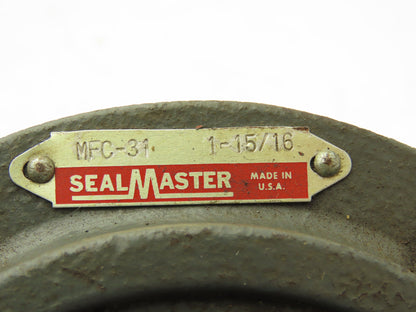 MFC-31 1-15/16
SEALMASTER MADE IN
U.S.A.